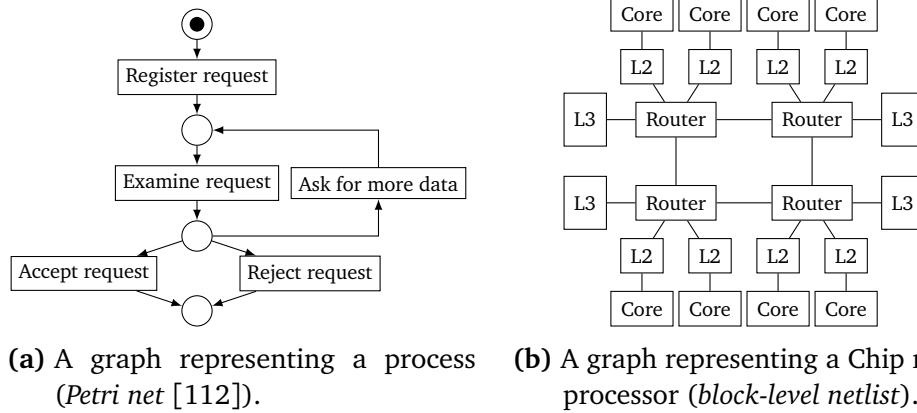 Register request
Examine request
Ask for more data
Accept request
Reject request
(a) A graph representing a process
(Petri net [112]).
Core Core Core Core
L2 L2 L2 L2
L3 Router Router L3
L3 Router Router L3
L2 L2 L2 L2
Core Core Core Core
(b) A graph representing a Chip
processor (block-level netlist).